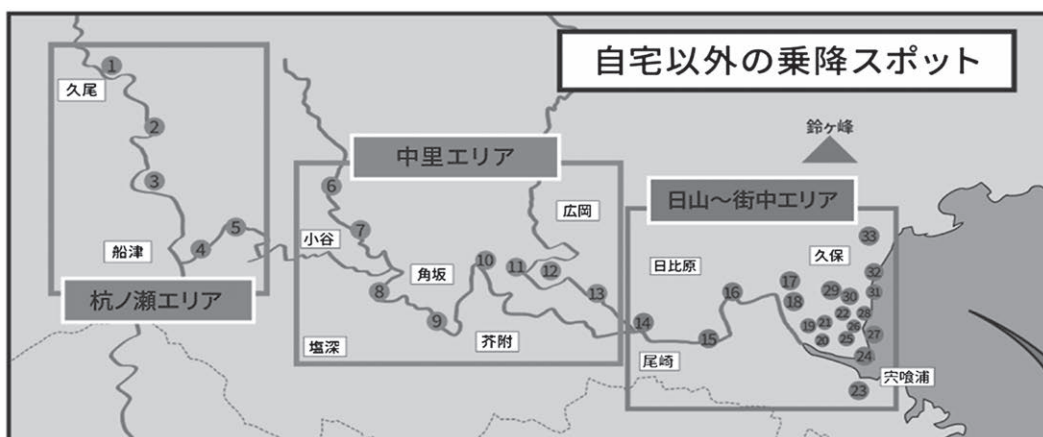 自宅以外の乗降スポット
鈴ヶ峰
1
久尾
2
3
船津
4
5
杭ノ瀬エリア
中里エリア
6
7
小谷
8
角坂
9
10
11
12
13
広岡
塩深
芥附
日山～街中エリア
日比原
久保
14
尾崎
15
16
17
18
19
20
21
22
23
24
25
26
27
28
29
30
31
32
33
宍喰浦